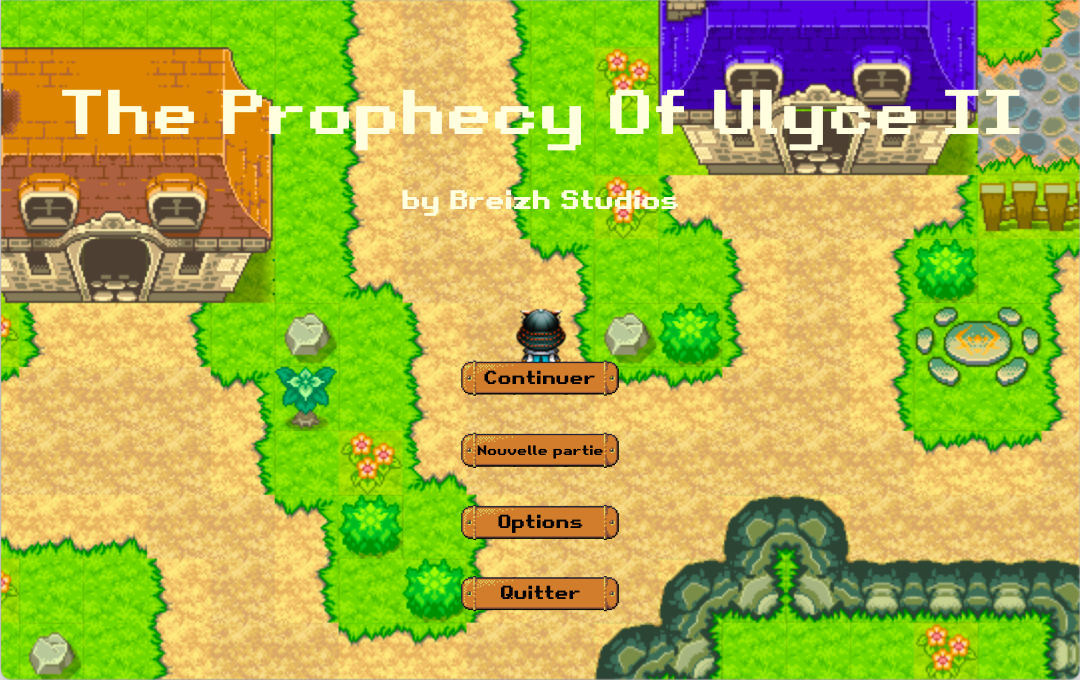 The Prophecy Of Ulyce II
by Breizh Studios
Continuer
Nouvelle partie
Options
Quitter